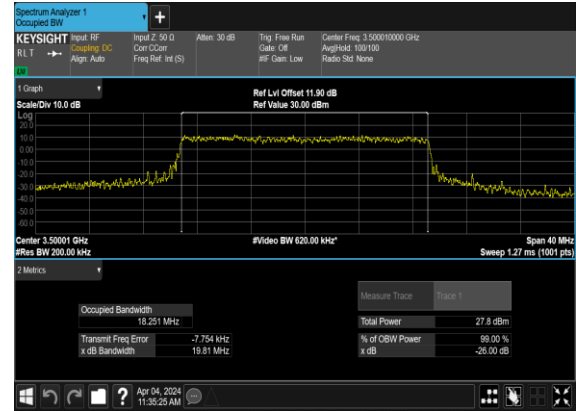 Spectrum Analyzer 1
Occupied BW
+
KEYSIGHT Input: RF Input Z: 50 Ω Atten: 30 dB Trig: Free Run Center Freq: 3.500010000 GHz
RLT Coupling: DC Corr CCorr Gate: Off Avg|Hold: 100/100
Align: Auto Freq Ref: Int (S) #IF Gain: Low Radio Std: None
1 Graph
Ref Lvl Offset 11.90 dB
Scale/Div 10.0 dB Ref Value 30.00 dBm
Log
20.0
10.0
0.00
-10.0
-20.0
-30.0
-40.0
-50.0
-60.0
Center 3.50001 GHz #Video BW 620.00 kHz* Span 40 MHz
#Res BW 200.00 kHz Sweep 1.27 ms (1001 pts)
2 Metrics
Measure Trace Trace 1
Occupied Bandwidth
18.251 MHz Total Power 27.8 dBm
Transmit Freq Error -7.754 kHz % of OBW Power 99.00 %
x dB Bandwidth 19.81 MHz x dB -26.00 dB
?
Apr 04, 2024
11:35:25 AM